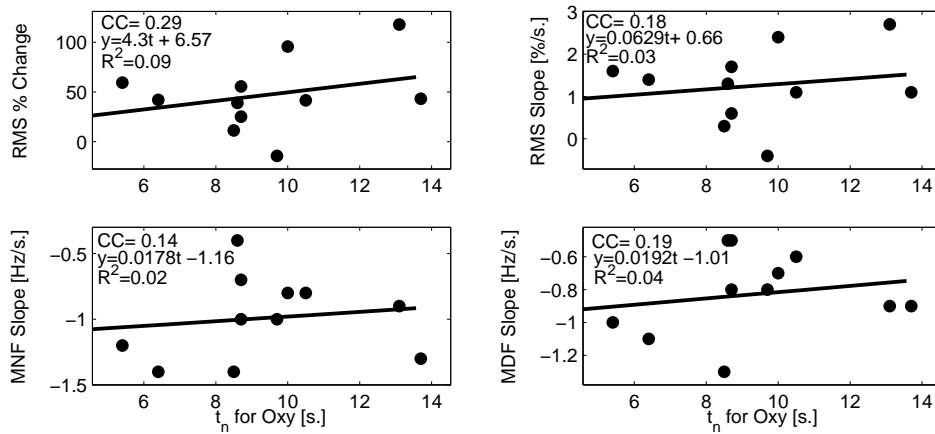 CC= 0.29
y=4.3t + 6.57
R²=0.09
RMS % Change
100
50
0
6 8 10 12 14
CC= 0.18
y=0.0629t+ 0.66
R²=0.03
RMS Slope [%/s.]
3
2
1
0
6 8 10 12 14
CC= 0.14
y=0.0178t −1.16
R²=0.02
MNF Slope [Hz/s.]
−0.5
−1
−1.5
6 8 10 12 14
tₙ for Oxy [s.]
CC= 0.19
y=0.0192t −1.01
R²=0.04
MDF Slope [Hz/s.]
−0.6
−0.8
−1
−1.2
6 8 10 12 14
tₙ for Oxy [s.]